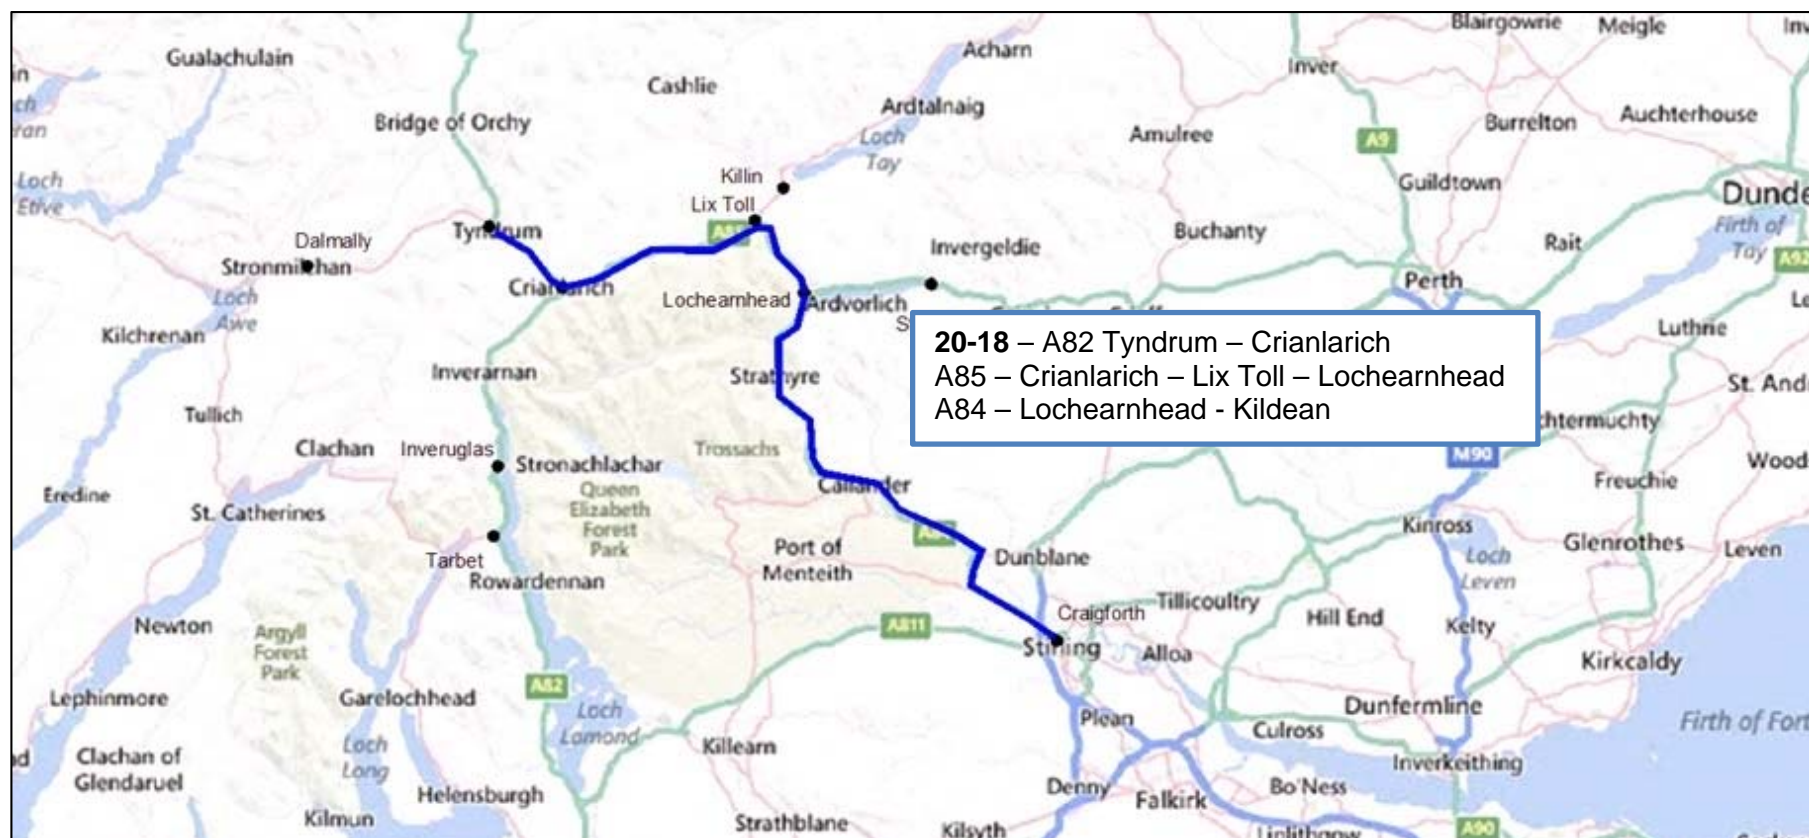 Blairgowrie
Meigle
Gualachulain
Acharn
Inver
Cashlie
Ardtalnaig
Auchterhouse
Bridge of Orchy
Burrelton
Amulree
A9
Loch
Tay
Loch
Etive
Killin
Guildtown
Lix Toll
Firth of
Tay
Tyndrum
Buchanty
Dalmally
Invergeldie
Rait
A92
Stronmilchan
Crianlarich
Lochearnhead
Ardvorlich
Perth
Loch
Awe
Kilchrenan
Luthrie
20-18 – A82 Tyndrum – Crianlarich
A85 – Crianlarich – Lix Toll – Lochearnhead
A84 – Lochearnhead - Kildean
Inverarnan
Strathyre
Tullich
Clachan
Inveruglas
Stronachlachar
Trossachs
M90
Eredine
Queen
Elizabeth
Forest
Park
Callander
Freuchie
St. Catherines
Kinross
Port of
Menteith
Dunblane
Loch
Leven
Glenrothes
Leven
Tarbet
Rowardennan
Craigforth
Tillicoultry
Hill End
Kelty
Newton
Argyll
Forest
Park
A811
Stirling
Alloa
Kirkcaldy
Lephinmore
Garelochhead
A82
Loch
Lomond
Plean
Dunfermline
Culross
Clachan of
Glendaruel
Loch
Long
Killearn
Inverkeithing
Helensburgh
Denny
Falkirk
Bo'Ness
Kilmun
Strathblane
Kilsyth
Linlithgow
A90